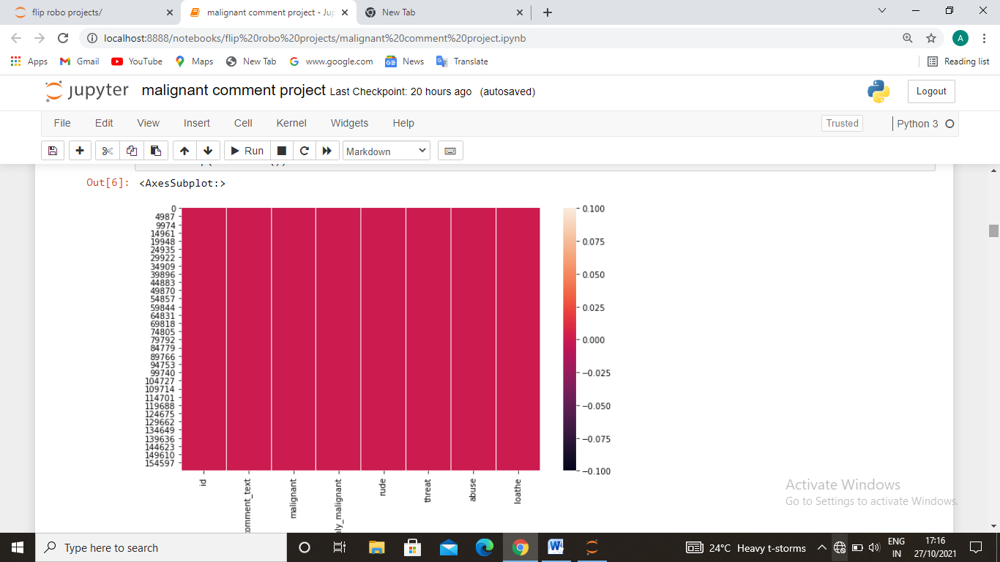 flip robo projects/
malignant comment project - Jup
New Tab
localhost:8888/notebooks/flip%20robo%20projects/malignant%20comment%20project.ipynb
A
Apps Gmail YouTube Maps New Tab www.google.com News Translate Reading list
jupyter malignant comment project Last Checkpoint: 20 hours ago (autosaved) Logout
File Edit View Insert Cell Kernel Widgets Help Trusted Python 3
Run Markdown
Out[6]: <AxesSubplot:>
0
4987
9974
14961
19948
24935
29922
34909
39896
44883
49870
54857
59844
64831
69818
74805
79792
84779
89766
94753
99740
104727
109714
114701
119688
124675
129662
134649
139636
144623
149610
154597
id
omment_text
malignant
nly_malignant
rude
threat
abuse
loathe
0.100
0.075
0.050
0.025
0.000
−0.025
−0.050
−0.075
−0.100
Activate Windows
Go to Settings to activate Windows.
Type here to search
24°C Heavy t-storms
ENG
IN
17:16
27/10/2021